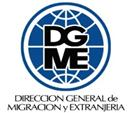 DG
ME
DIRECCION GENERAL de
MIGRACION y EXTRANJERIA